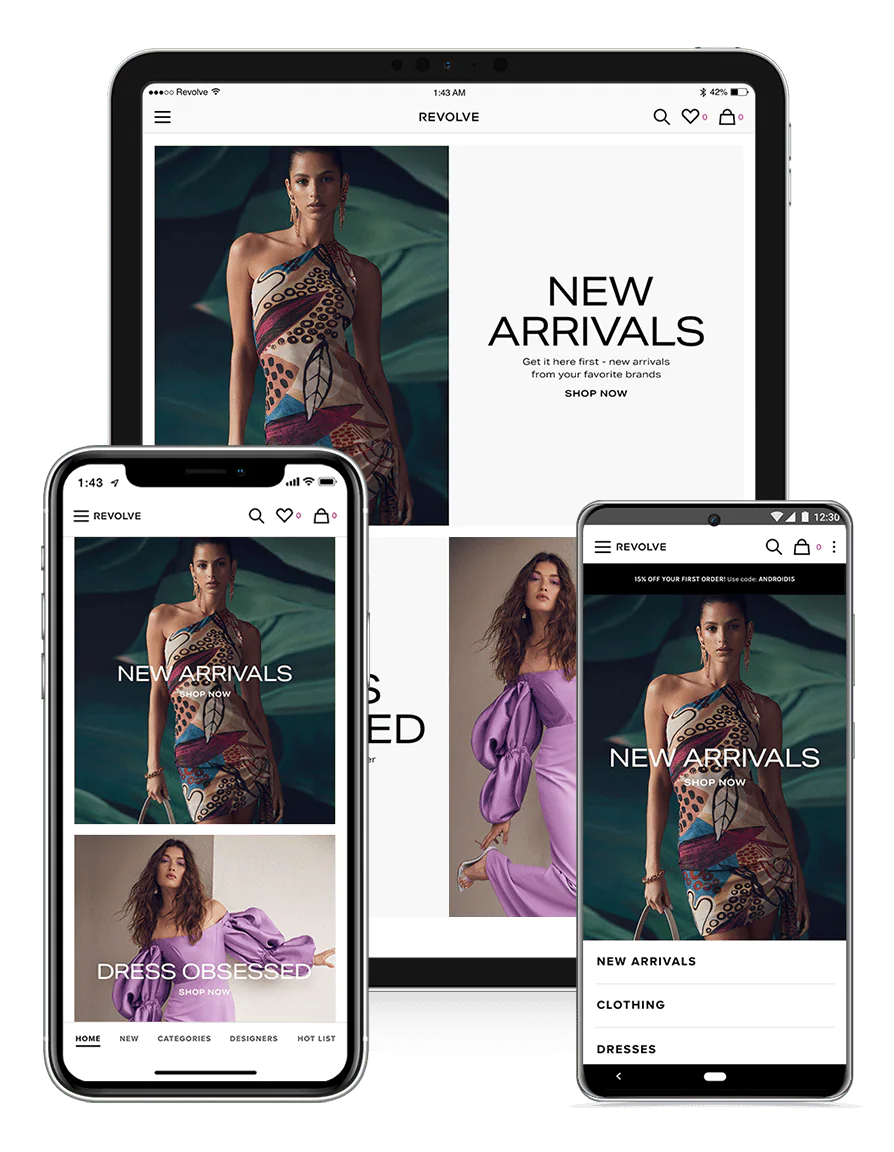 Revolve
1:43 AM
42%
REVOLVE
0
0
NEW
ARRIVALS
Get it here first - new arrivals
from your favorite brands
SHOP NOW
S
ED
er
1:43
REVOLVE
0
0
NEW ARRIVALS
SHOP NOW
DRESS OBSESSED
SHOP NOW
HOME
NEW
CATEGORIES
DESIGNERS
HOT LIST
12:30
REVOLVE
0
15% OFF YOUR FIRST ORDER! Use code: ANDROID15
NEW ARRIVALS
SHOP NOW
NEW ARRIVALS
CLOTHING
DRESSES